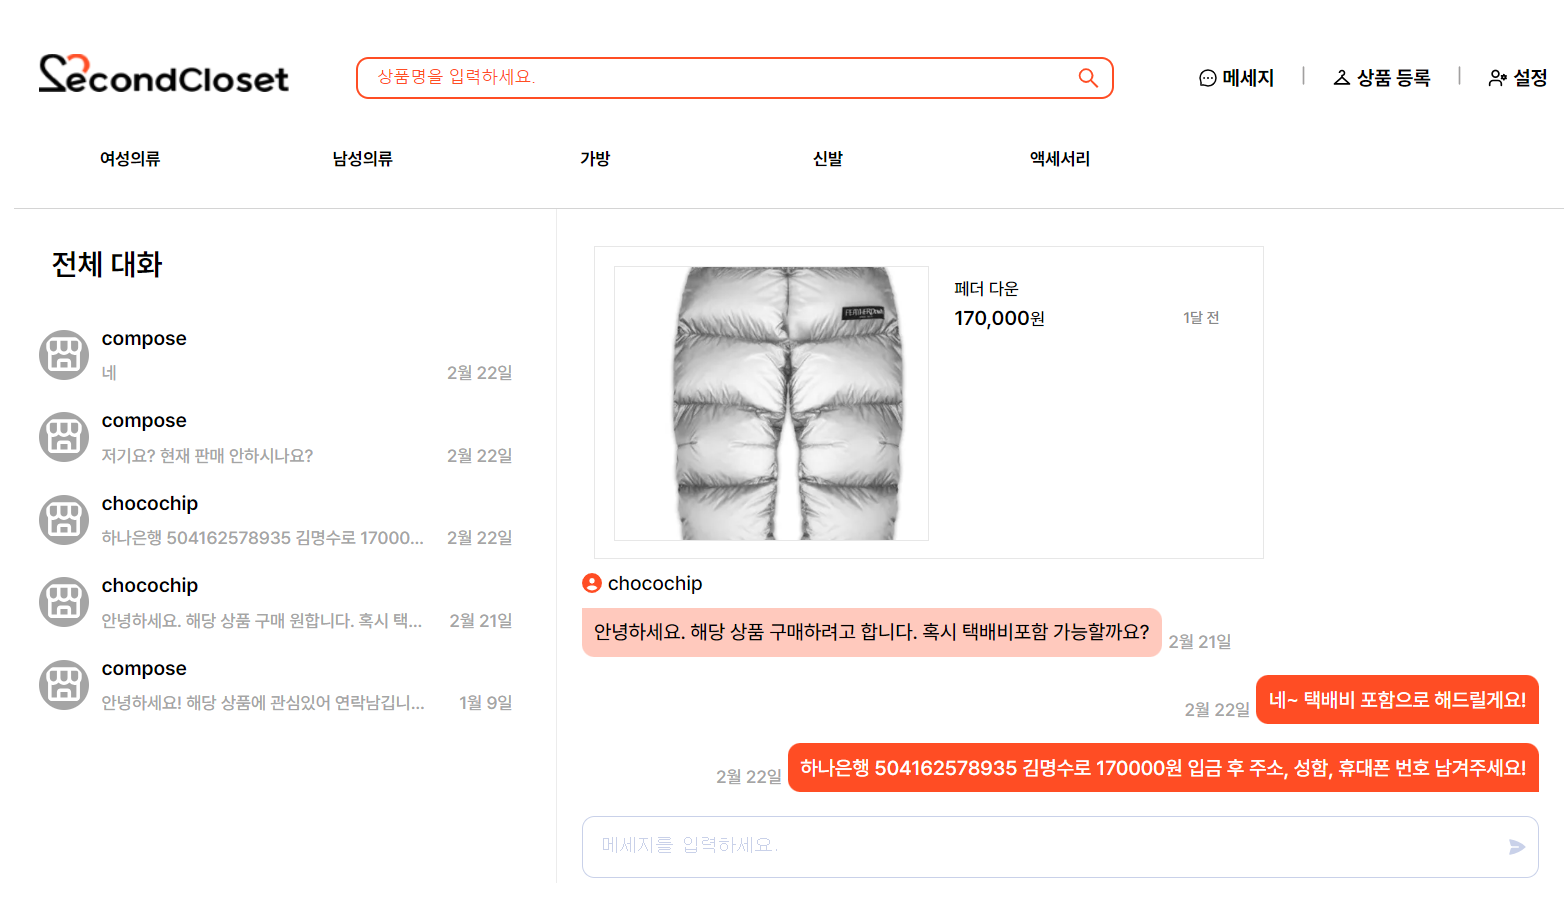 SecondCloset
상품명을 입력하세요.
메세지 | 상품 등록 | 설정
여성의류 남성의류 가방 신발 액세서리
전체 대화
compose
네 2월 22일
compose
저기요? 현재 판매 안하시나요? 2월 22일
chocochip
하나은행 504162578935 김명수로 17000... 2월 22일
chocochip
안녕하세요. 해당 상품 구매 원합니다. 혹시 택... 2월 21일
compose
안녕하세요! 해당 상품에 관심있어 연락남깁니... 1월 9일
페더 다운
170,000원 1달 전
chocochip
안녕하세요. 해당 상품 구매하려고 합니다. 혹시 택배비포함 가능할까요? 2월 21일
2월 22일 네~ 택배비 포함으로 해드릴게요!
2월 22일 하나은행 504162578935 김명수로 170000원 입금 후 주소, 성함, 휴대폰 번호 남겨주세요!
메세지를 입력하세요.